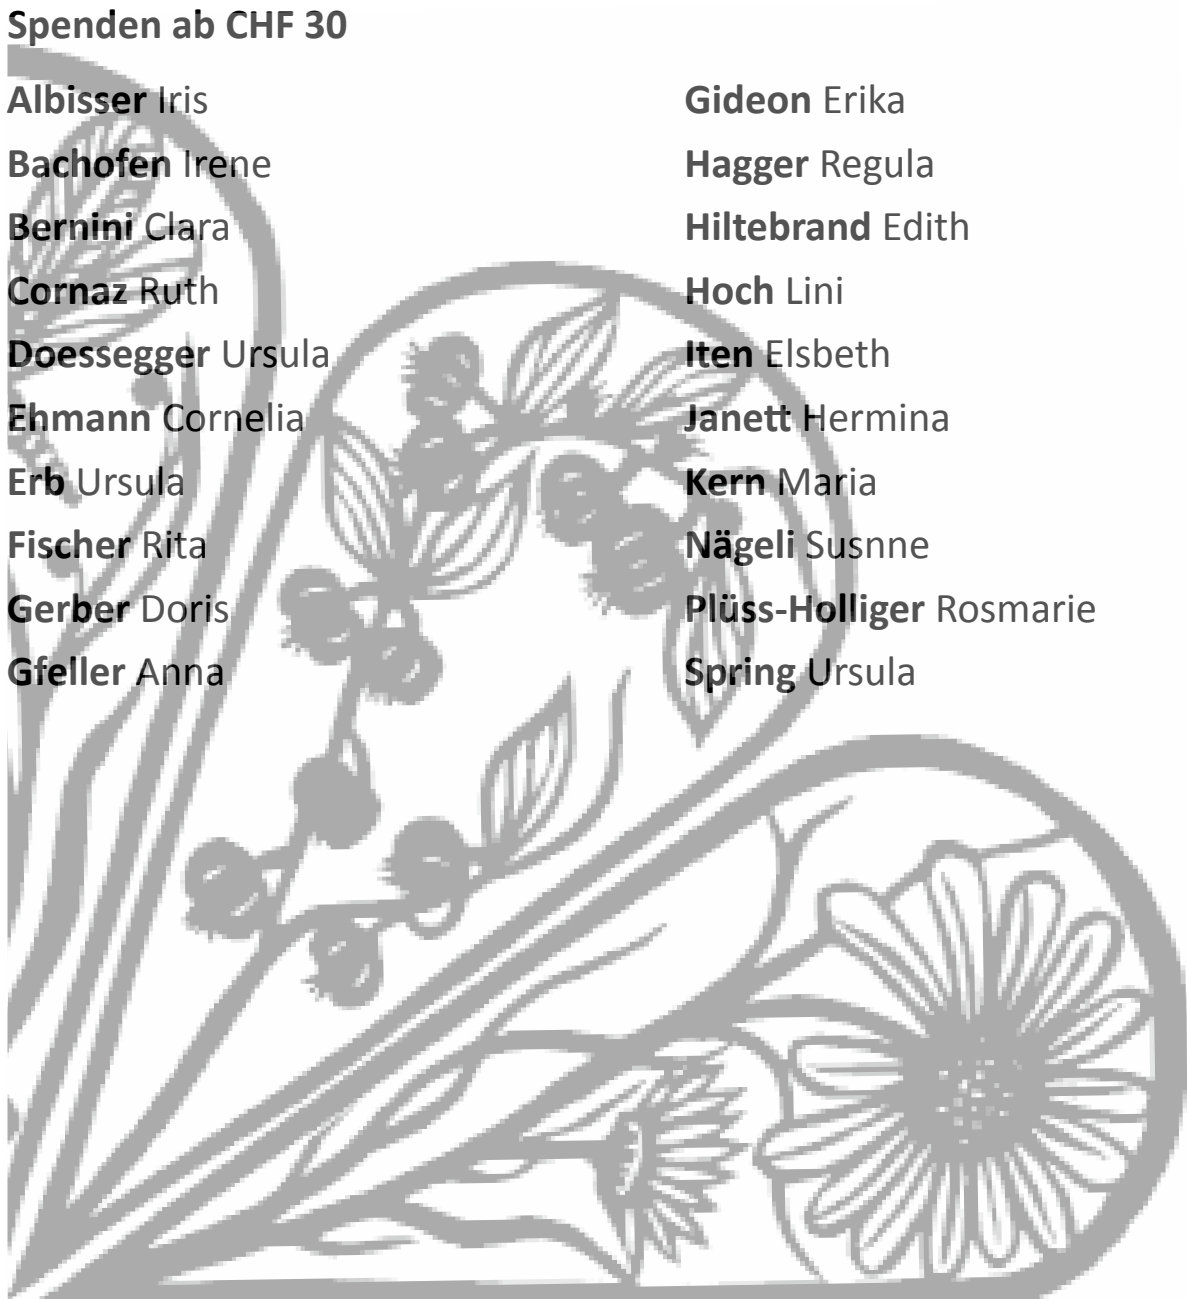 Spenden ab CHF 30
Albisser Iris
Bachofen Irene
Bernini Clara
Cornaz Ruth
Doessegger Ursula
Ehmann Cornelia
Erb Ursula
Fischer Rita
Gerber Doris
Gfeller Anna
Gideon Erika
Hagger Regula
Hiltebrand Edith
Hoch Lini
Iten Elsbeth
Janett Hermina
Kern Maria
Nägeli Susnne
Plüss-Holliger Rosmarie
Spring Ursula